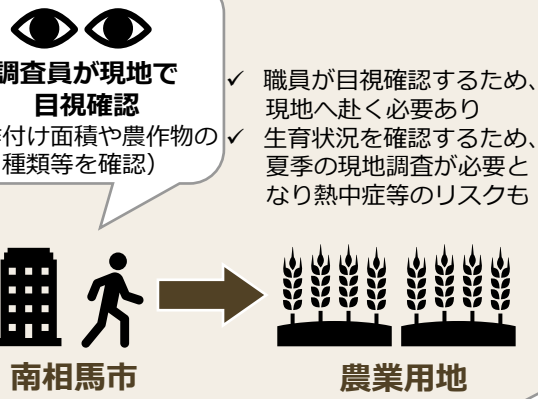 調査員が現地で
目視確認
付け面積や農作物の
種類等を確認）
✓ 職員が目視確認するため、
現地へ赴く必要あり
✓ 生育状況を確認するため、
夏季の現地調査が必要と
なり熱中症等のリスクも
南相馬市
農業用地